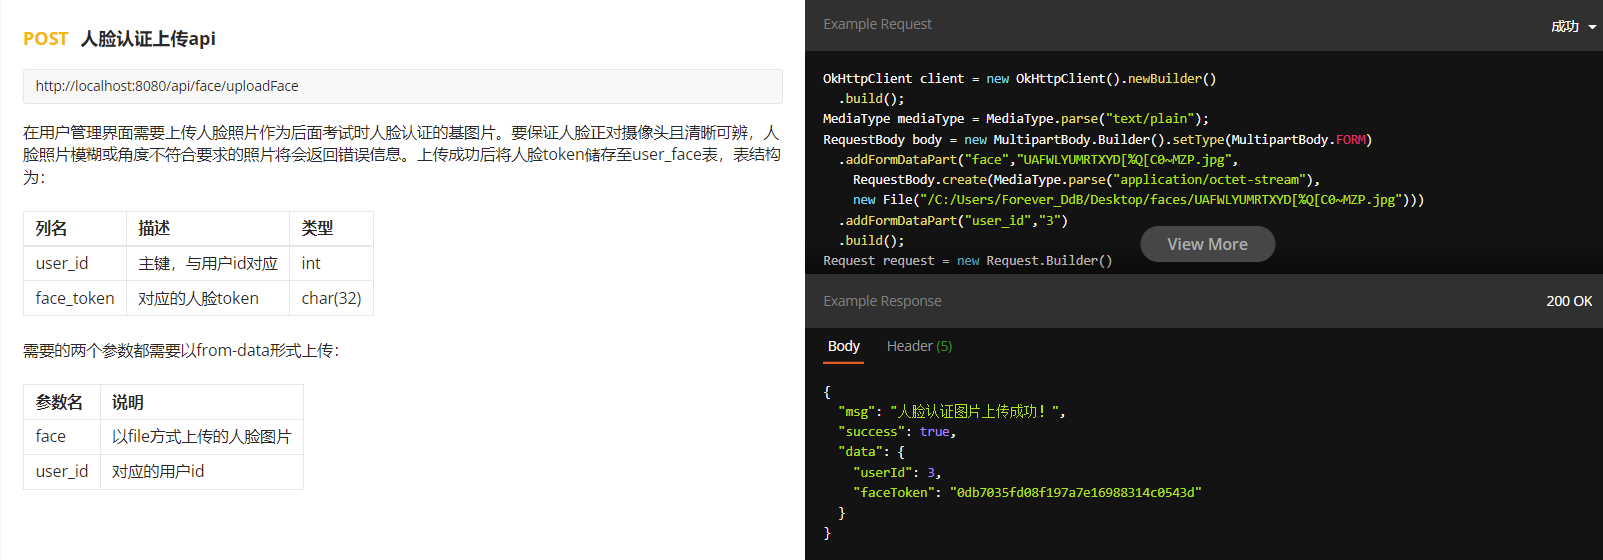 POST 人脸认证上传api
http://localhost:8080/api/face/uploadFace
在用户管理界面需要上传人脸照片作为后面考试时人脸认证的基图片。要保证人脸正对摄像头且清晰可辨，人
脸照片模糊或角度不符合要求的照片将会返回错误信息。上传成功后将人脸token储存至user_face表，表结构
为：
列名 描述 类型
user_id 主键，与用户id对应 int
face_token 对应的人脸token char(32)
需要的两个参数都需要以from-data形式上传：
参数名 说明
face 以file方式上传的人脸图片
user_id 对应的用户id
Example Request 成功
OkHttpClient client = new OkHttpClient().newBuilder()
  .build();
MediaType mediaType = MediaType.parse("text/plain");
RequestBody body = new MultipartBody.Builder().setType(MultipartBody.FORM)
  .addFormDataPart("face","UAFWLYUMRTXYD[%Q[C0~MZP.jpg",
    RequestBody.create(MediaType.parse("application/octet-stream"),
    new File("/C:/Users/Forever_DdB/Desktop/faces/UAFWLYUMRTXYD[%Q[C0~MZP.jpg")))
  .addFormDataPart("user_id","3")
  .build();
View More
Request request = new Request.Builder()
Example Response 200 OK
Body Header (5)
{
  "msg": "人脸认证图片上传成功！",
  "success": true,
  "data": {
    "userId": 3,
    "faceToken": "0db7035fd08f197a7e16988314c0543d"
  }
}